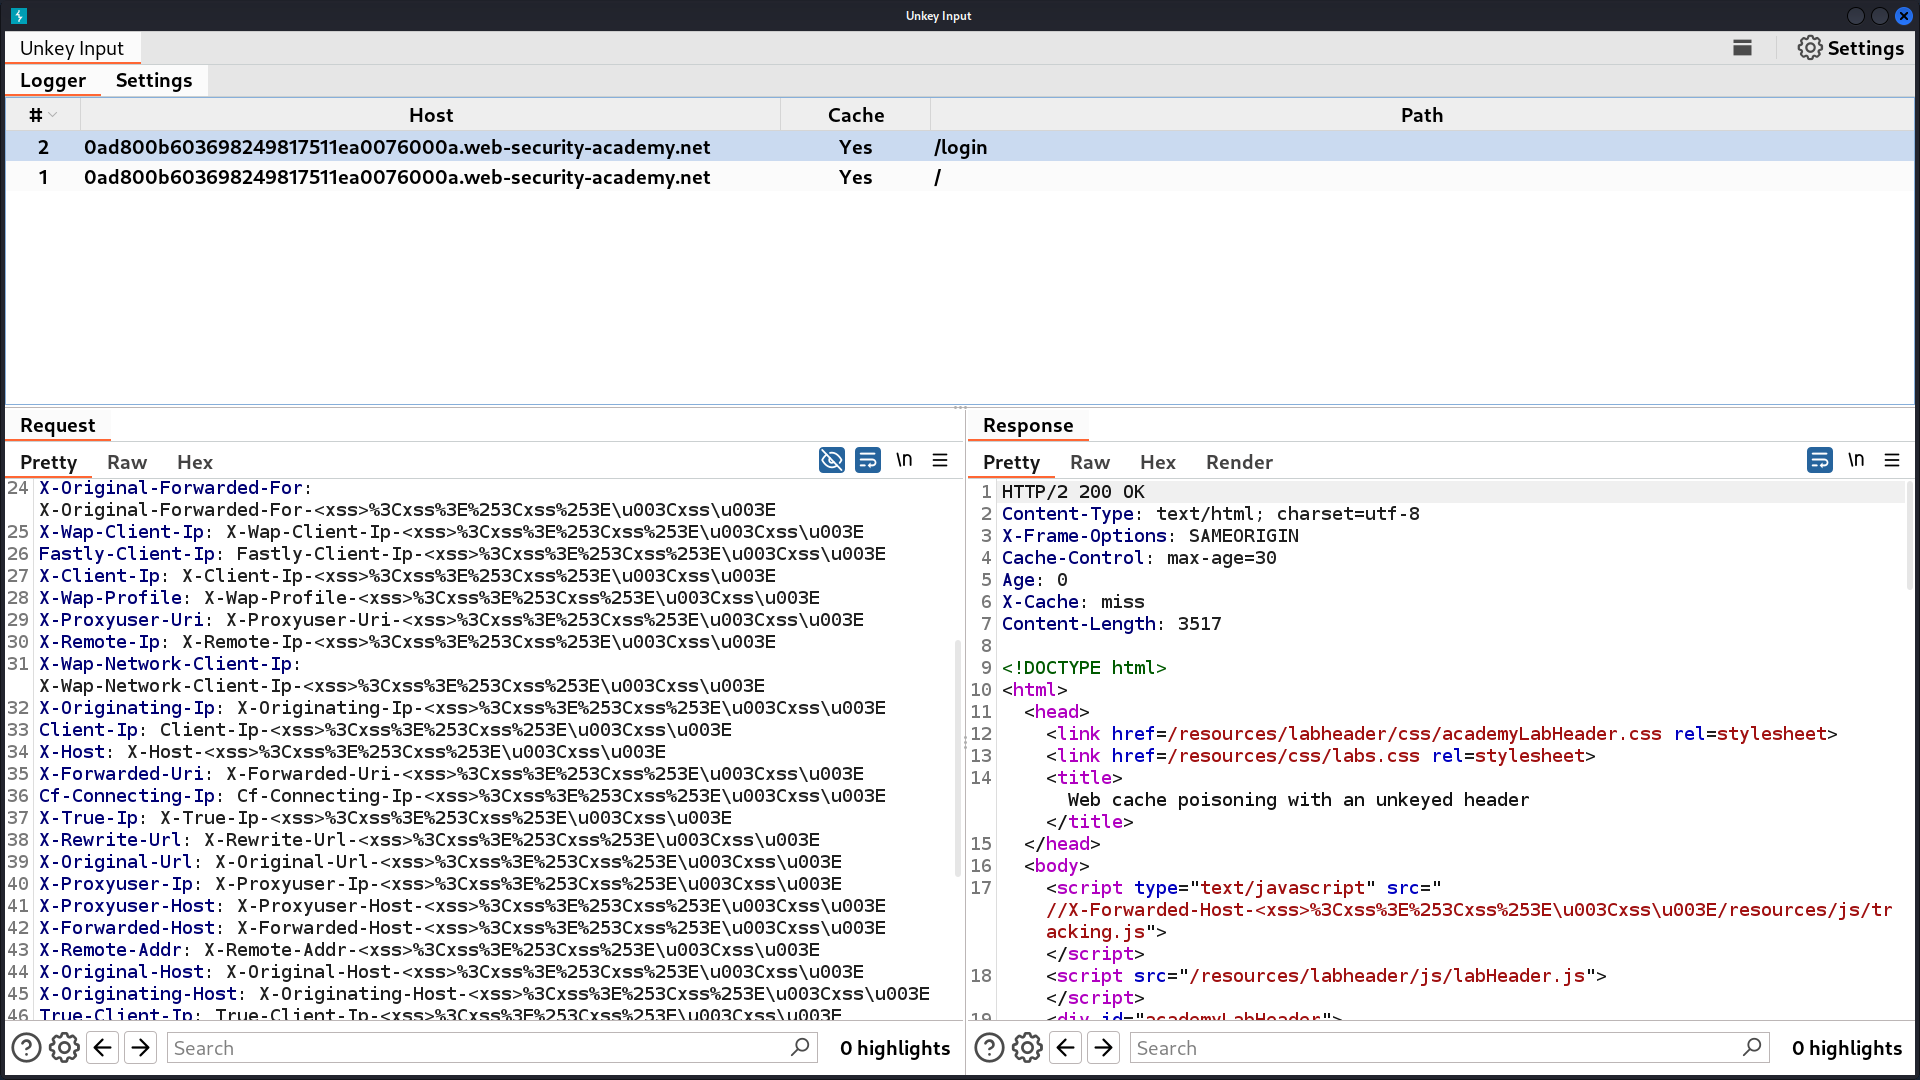 Unkey Input
Unkey Input
Settings
Logger Settings
# Host Cache Path
2 0ad800b603698249817511ea0076000a.web-security-academy.net Yes /login
1 0ad800b603698249817511ea0076000a.web-security-academy.net Yes /
Request
Pretty Raw Hex
\n
24 X-Original-Forwarded-For:
X-Original-Forwarded-For-<xss>%3Cxss%3E%253Cxss%253E\u003Cxss\u003E
25 X-Wap-Client-Ip: X-Wap-Client-Ip-<xss>%3Cxss%3E%253Cxss%253E\u003Cxss\u003E
26 Fastly-Client-Ip: Fastly-Client-Ip-<xss>%3Cxss%3E%253Cxss%253E\u003Cxss\u003E
27 X-Client-Ip: X-Client-Ip-<xss>%3Cxss%3E%253Cxss%253E\u003Cxss\u003E
28 X-Wap-Profile: X-Wap-Profile-<xss>%3Cxss%3E%253Cxss%253E\u003Cxss\u003E
29 X-Proxyuser-Uri: X-Proxyuser-Uri-<xss>%3Cxss%3E%253Cxss%253E\u003Cxss\u003E
30 X-Remote-Ip: X-Remote-Ip-<xss>%3Cxss%3E%253Cxss%253E\u003Cxss\u003E
31 X-Wap-Network-Client-Ip:
X-Wap-Network-Client-Ip-<xss>%3Cxss%3E%253Cxss%253E\u003Cxss\u003E
32 X-Originating-Ip: X-Originating-Ip-<xss>%3Cxss%3E%253Cxss%253E\u003Cxss\u003E
33 Client-Ip: Client-Ip-<xss>%3Cxss%3E%253Cxss%253E\u003Cxss\u003E
34 X-Host: X-Host-<xss>%3Cxss%3E%253Cxss%253E\u003Cxss\u003E
35 X-Forwarded-Uri: X-Forwarded-Uri-<xss>%3Cxss%3E%253Cxss%253E\u003Cxss\u003E
36 Cf-Connecting-Ip: Cf-Connecting-Ip-<xss>%3Cxss%3E%253Cxss%253E\u003Cxss\u003E
37 X-True-Ip: X-True-Ip-<xss>%3Cxss%3E%253Cxss%253E\u003Cxss\u003E
38 X-Rewrite-Url: X-Rewrite-Url-<xss>%3Cxss%3E%253Cxss%253E\u003Cxss\u003E
39 X-Original-Url: X-Original-Url-<xss>%3Cxss%3E%253Cxss%253E\u003Cxss\u003E
40 X-Proxyuser-Ip: X-Proxyuser-Ip-<xss>%3Cxss%3E%253Cxss%253E\u003Cxss\u003E
41 X-Proxyuser-Host: X-Proxyuser-Host-<xss>%3Cxss%3E%253Cxss%253E\u003Cxss\u003E
42 X-Forwarded-Host: X-Forwarded-Host-<xss>%3Cxss%3E%253Cxss%253E\u003Cxss\u003E
43 X-Remote-Addr: X-Remote-Addr-<xss>%3Cxss%3E%253Cxss%253E\u003Cxss\u003E
44 X-Original-Host: X-Original-Host-<xss>%3Cxss%3E%253Cxss%253E\u003Cxss\u003E
45 X-Originating-Host: X-Originating-Host-<xss>%3Cxss%3E%253Cxss%253E\u003Cxss\u003E
46 True-Client-Ip: True-Client-Ip-<xss>%3Cxss%3E%253Cxss%253E\u003Cxss\u003E
Search
0 highlights
Response
Pretty Raw Hex Render
\n
1 HTTP/2 200 OK
2 Content-Type: text/html; charset=utf-8
3 X-Frame-Options: SAMEORIGIN
4 Cache-Control: max-age=30
5 Age: 0
6 X-Cache: miss
7 Content-Length: 3517
8
9 <!DOCTYPE html>
10 <html>
11 <head>
12 <link href=/resources/labheader/css/academyLabHeader.css rel=stylesheet>
13 <link href=/resources/css/labs.css rel=stylesheet>
14 <title>
Web cache poisoning with an unkeyed header
</title>
15 </head>
16 <body>
17 <script type="text/javascript" src="
//X-Forwarded-Host-<xss>%3Cxss%3E%253Cxss%253E\u003Cxss\u003E/resources/js/tr
acking.js">
</script>
18 <script src="/resources/labheader/js/labHeader.js">
</script>
19 <div id="academyLabHeader">
Search
0 highlights